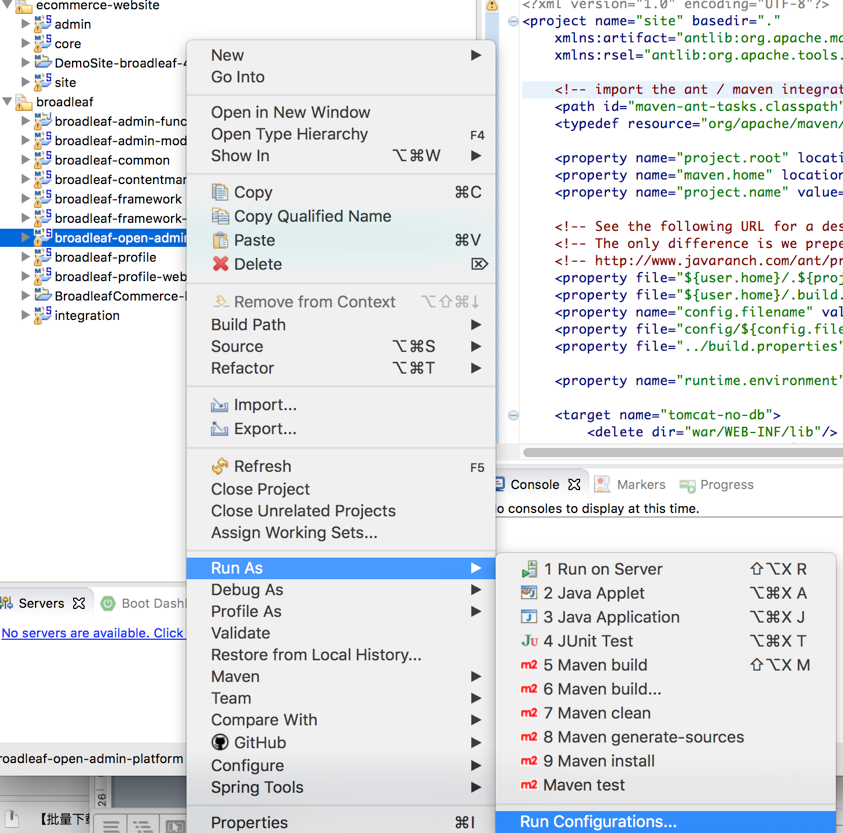 ecommerce-website
admin
core
DemoSite-broadleaf-4
site
broadleaf
broadleaf-admin-func
broadleaf-admin-mod
broadleaf-common
broadleaf-contentmar
broadleaf-framework
broadleaf-framework-
broadleaf-open-admin
broadleaf-profile
broadleaf-profile-web
BroadleafCommerce-
integration
New
Go Into
Open in New Window
Open Type Hierarchy F4
Show In ⌥⌘W
Copy ⌘C
Copy Qualified Name
Paste ⌘V
Delete ⌦
Remove from Context ⌥⇧⌘↓
Build Path
Source ⌥⌘S
Refactor ⌥⌘T
Import...
Export...
Refresh F5
Close Project
Close Unrelated Projects
Assign Working Sets...
Run As
Debug As
Profile As
Validate
Restore from Local History...
Maven
Team
Compare With
GitHub
Configure
Spring Tools
Properties ⌘I
1 Run on Server ⇧⌥X R
2 Java Applet ⌥⌘X A
3 Java Application ⌥⌘X J
4 JUnit Test ⌥⌘X T
5 Maven build ⇧⌥X M
6 Maven build...
7 Maven clean
8 Maven generate-sources
9 Maven install
Maven test
Run Configurations...
<?xml version="1.0" encoding="UTF-8"?>
<project name="site" basedir="."
xmlns:artifact="antlib:org.apache.ma
xmlns:rsel="antlib:org.apache.tools.
<!-- import the ant / maven integrat
<path id="maven-ant-tasks.classpath"
<typedef resource="org/apache/maven/
<property name="project.root" locati
<property name="maven.home" location
<property name="project.name" value=
<!-- See the following URL for a des
<!-- The only difference is we prepe
<!-- http://www.javaranch.com/ant/pr
<property file="${user.home}/.${proj
<property file="${user.home}/.build.
<property name="config.filename" val
<property file="config/${config.file
<property file="../build.properties"
<property name="runtime.environment"
<target name="tomcat-no-db">
<delete dir="war/WEB-INF/lib"/>
Console Markers Progress
o consoles to display at this time.
Servers Boot Dash
No servers are available. Click
roadleaf-open-admin-platform
26
【批量下载